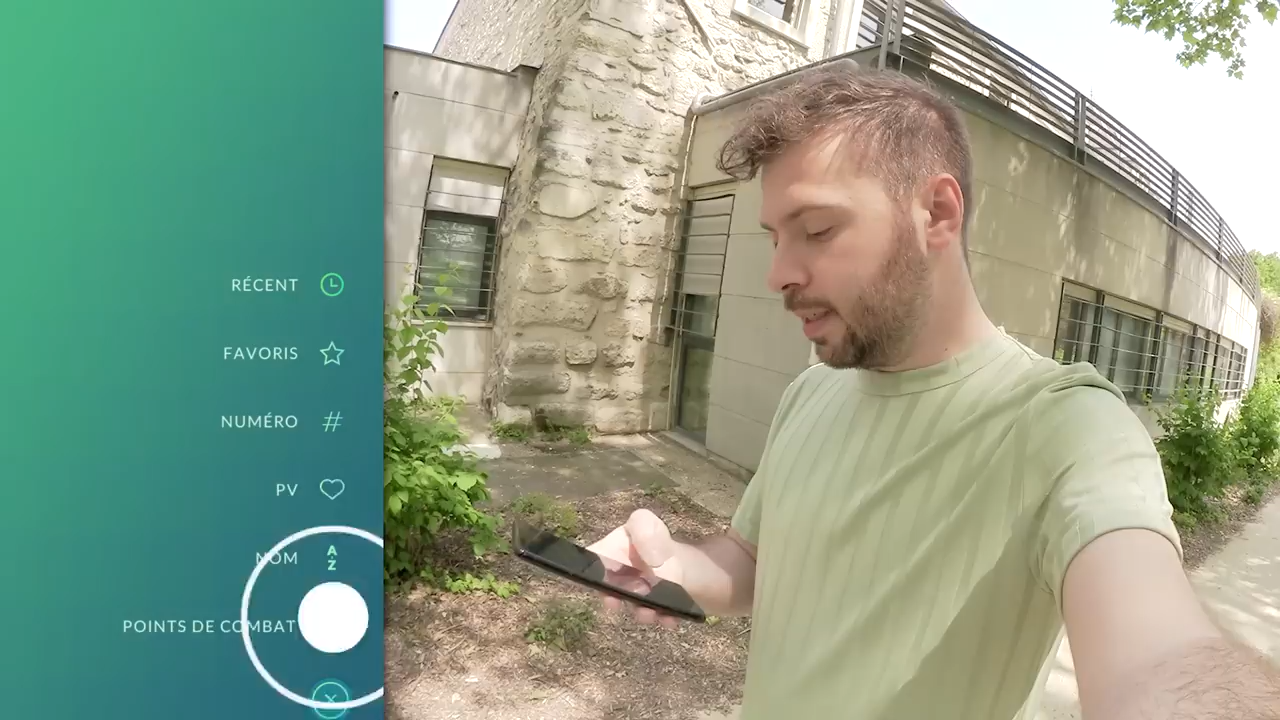 RÉCENT
FAVORIS
NUMÉRO
PV
NOM
A
Z
POINTS DE COMBAT